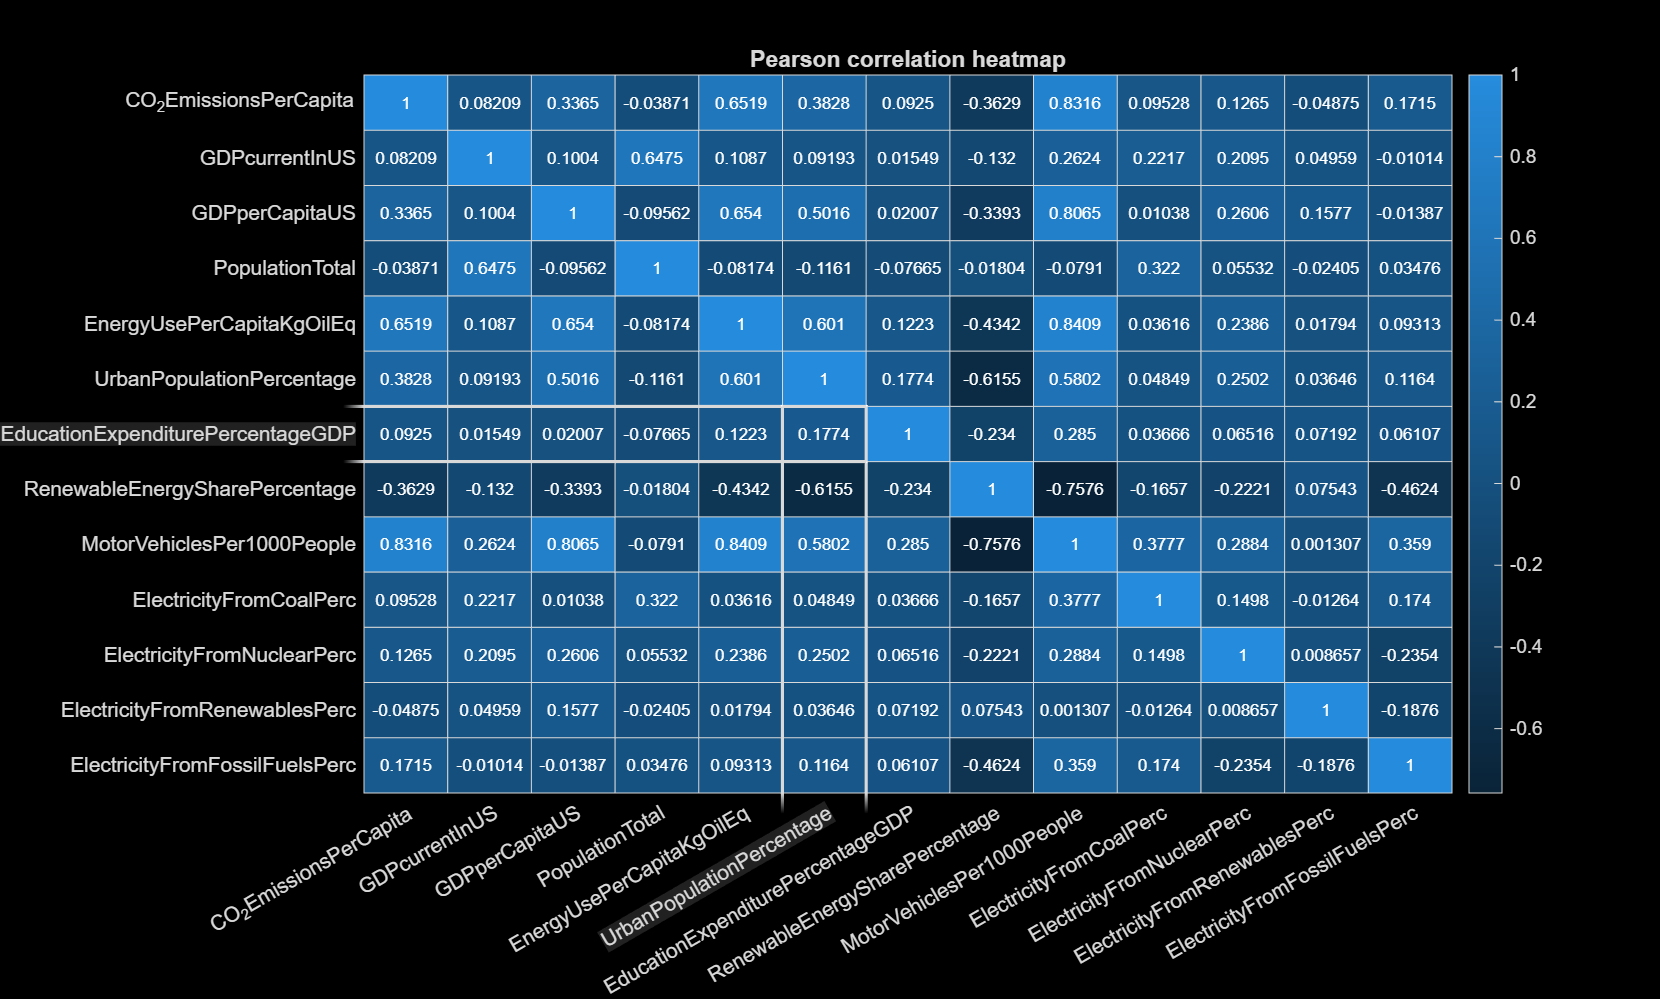 Pearson correlation heatmap
CO2EmissionsPerCapita 1 0.08209 0.3365 -0.03871 0.6519 0.3828 0.0925 -0.3629 0.8316 0.09528 0.1265 -0.04875 0.1715
GDPcurrentInUS 0.08209 1 0.1004 0.6475 0.1087 0.09193 0.01549 -0.132 0.2624 0.2217 0.2095 0.04959 -0.01014
GDPperCapitaUS 0.3365 0.1004 1 -0.09562 0.654 0.5016 0.02007 -0.3393 0.8065 0.01038 0.2606 0.1577 -0.01387
PopulationTotal -0.03871 0.6475 -0.09562 1 -0.08174 -0.1161 -0.07665 -0.01804 -0.0791 0.322 0.05532 -0.02405 0.03476
EnergyUsePerCapitaKgOilEq 0.6519 0.1087 0.654 -0.08174 1 0.601 0.1223 -0.4342 0.8409 0.03616 0.2386 0.01794 0.09313
UrbanPopulationPercentage 0.3828 0.09193 0.5016 -0.1161 0.601 1 0.1774 -0.6155 0.5802 0.04849 0.2502 0.03646 0.1164
EducationExpenditurePercentageGDP 0.0925 0.01549 0.02007 -0.07665 0.1223 0.1774 1 -0.234 0.285 0.03666 0.06516 0.07192 0.06107
RenewableEnergySharePercentage -0.3629 -0.132 -0.3393 -0.01804 -0.4342 -0.6155 -0.234 1 -0.7576 -0.1657 -0.2221 0.07543 -0.4624
MotorVehiclesPer1000People 0.8316 0.2624 0.8065 -0.0791 0.8409 0.5802 0.285 -0.7576 1 0.3777 0.2884 0.001307 0.359
ElectricityFromCoalPerc 0.09528 0.2217 0.01038 0.322 0.03616 0.04849 0.03666 -0.1657 0.3777 1 0.1498 -0.01264 0.174
ElectricityFromNuclearPerc 0.1265 0.2095 0.2606 0.05532 0.2386 0.2502 0.06516 -0.2221 0.2884 0.1498 1 0.008657 -0.2354
ElectricityFromRenewablesPerc -0.04875 0.04959 0.1577 -0.02405 0.01794 0.03646 0.07192 0.07543 0.001307 -0.01264 0.008657 1 -0.1876
ElectricityFromFossilFuelsPerc 0.1715 -0.01014 -0.01387 0.03476 0.09313 0.1164 0.06107 -0.4624 0.359 0.174 -0.2354 -0.1876 1
CO2EmissionsPerCapita
GDPcurrentInUS
GDPperCapitaUS
PopulationTotal
EnergyUsePerCapitaKgOilEq
UrbanPopulationPercentage
EducationExpenditurePercentageGDP
RenewableEnergySharePercentage
MotorVehiclesPer1000People
ElectricityFromCoalPerc
ElectricityFromNuclearPerc
ElectricityFromRenewablesPerc
ElectricityFromFossilFuelsPerc
1
0.8
0.6
0.4
0.2
0
-0.2
-0.4
-0.6